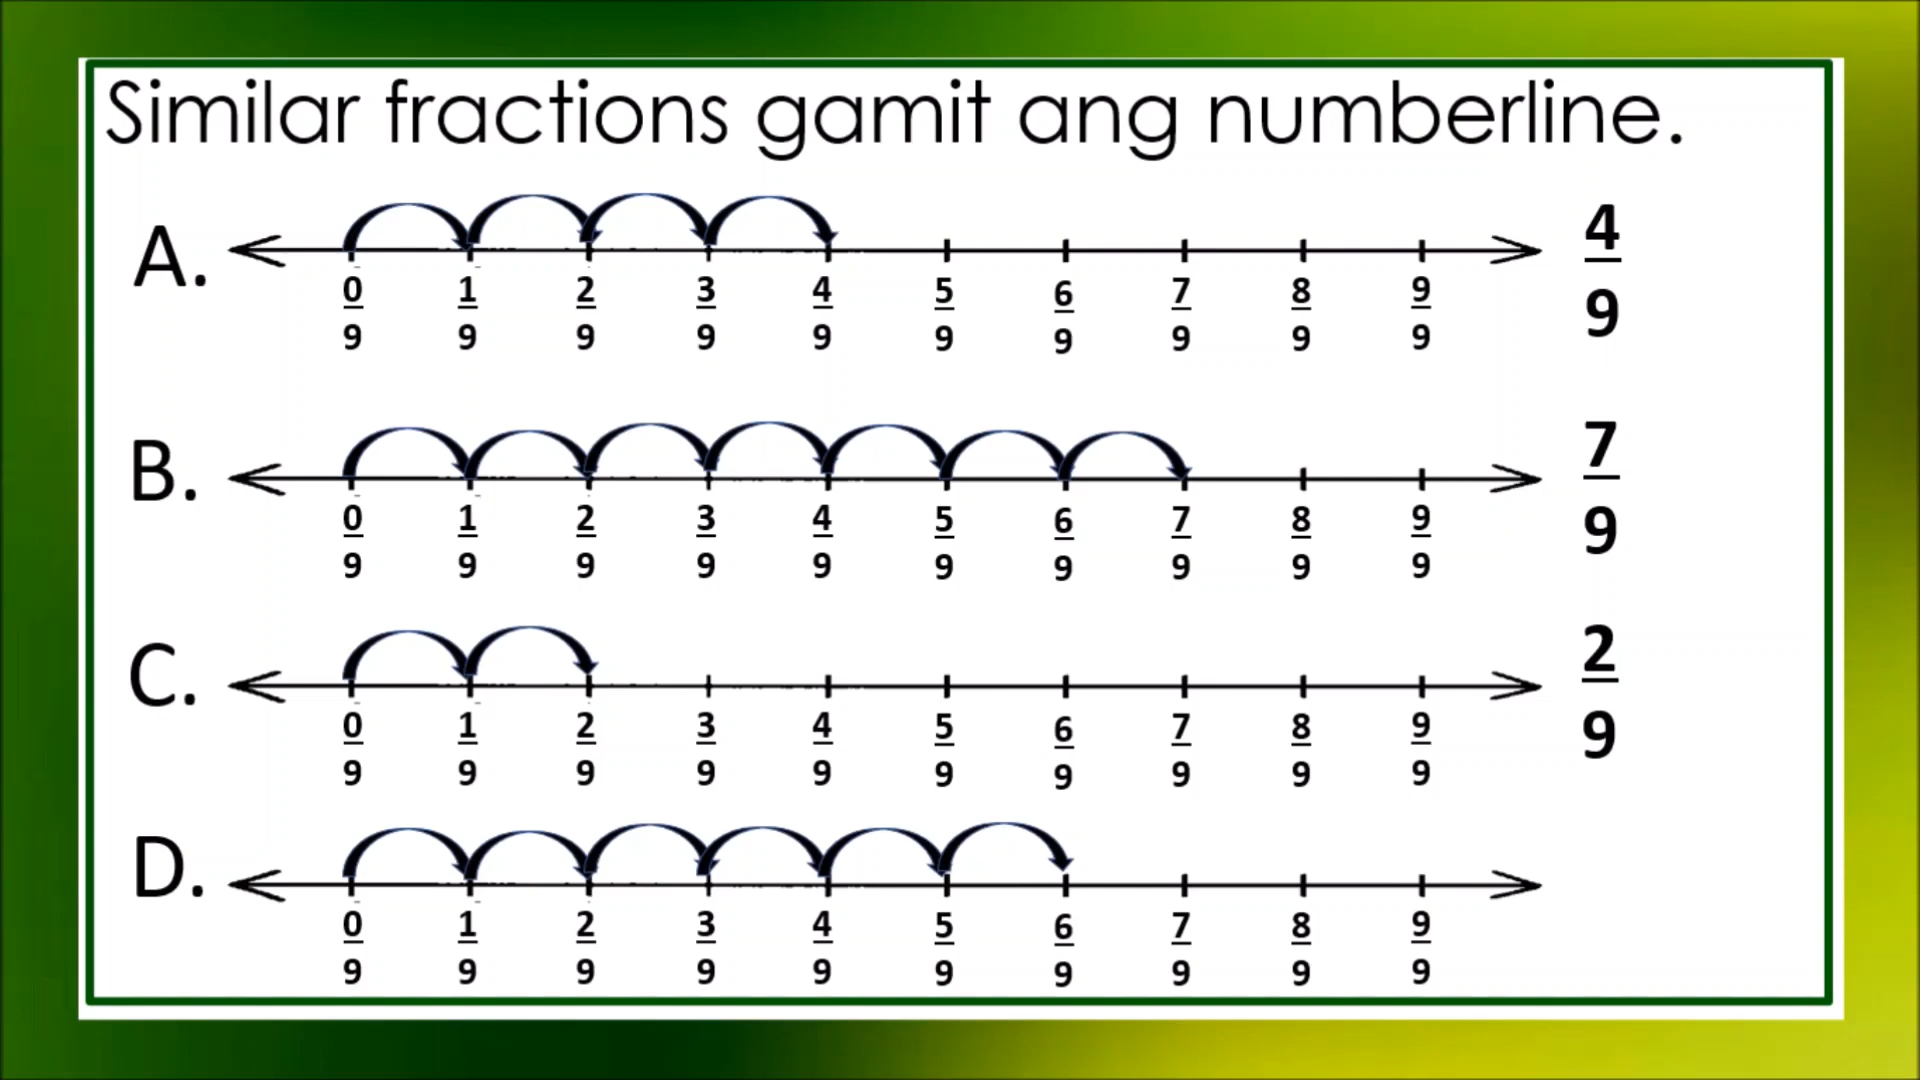 Similar fractions gamit ang numberline.
A.
0 1 2 3 4 5 6 7 8 9
9 9 9 9 9 9 9 9 9 9
4
9
B.
0 1 2 3 4 5 6 7 8 9
9 9 9 9 9 9 9 9 9 9
7
9
C.
0 1 2 3 4 5 6 7 8 9
9 9 9 9 9 9 9 9 9 9
2
9
D.
0 1 2 3 4 5 6 7 8 9
9 9 9 9 9 9 9 9 9 9